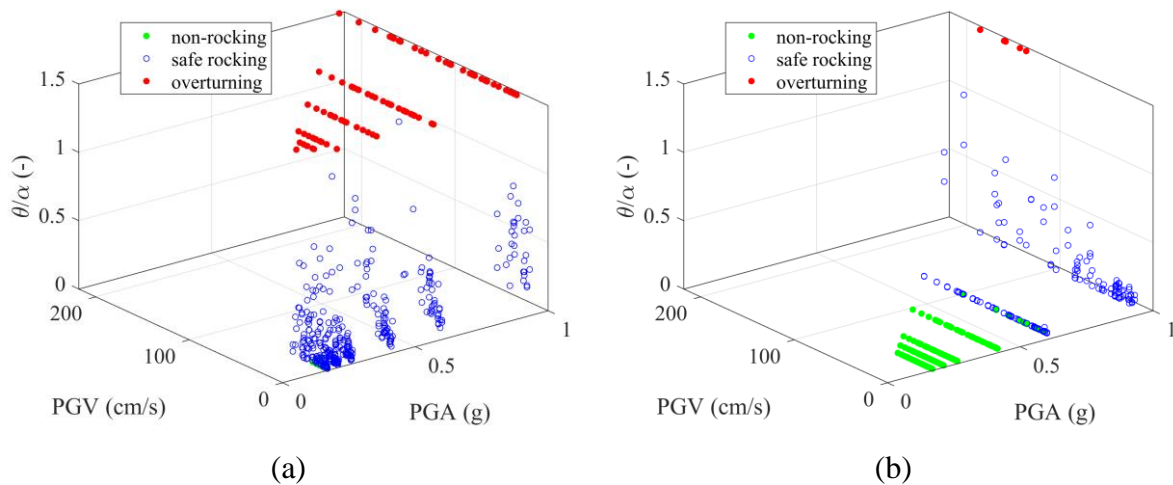 non-rocking
safe rocking
overturning
1.5
1
0.5
0
θ/α (-)
200
100
0
PGV (cm/s)
0
0.5
1
PGA (g)
(a)
non-rocking
safe rocking
overturning
1.5
1
0.5
0
θ/α (-)
200
100
0
PGV (cm/s)
0
0.5
1
PGA (g)
(b)